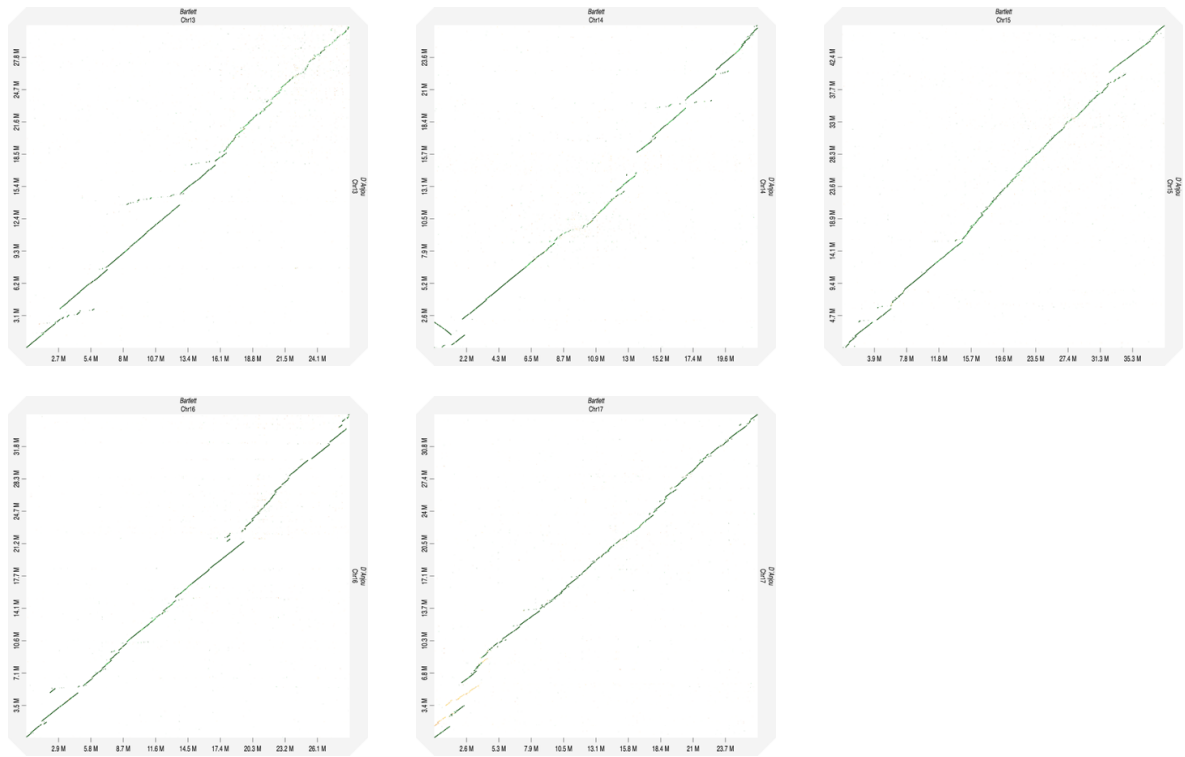 Bartlett
Chr13
27.8 M
24.7 M
21.6 M
18.5 M
15.4 M
12.4 M
9.3 M
6.2 M
3.1 M
D'Anjou
Chr13
2.7 M 5.4 M 8 M 10.7 M 13.4 M 16.1 M 18.8 M 21.5 M 24.1 M
Bartlett
Chr14
23.6 M
21 M
18.4 M
15.7 M
13.1 M
10.5 M
7.9 M
5.2 M
2.6 M
D'Anjou
Chr14
2.2 M 4.3 M 6.5 M 8.7 M 10.9 M 13 M 15.2 M 17.4 M 19.6 M
Bartlett
Chr15
42.4 M
37.7 M
33 M
28.3 M
23.6 M
18.9 M
14.1 M
9.4 M
4.7 M
D'Anjou
Chr15
3.9 M 7.8 M 11.8 M 15.7 M 19.6 M 23.5 M 27.4 M 31.3 M 35.3 M
Bartlett
Chr16
31.8 M
28.3 M
24.7 M
21.2 M
17.7 M
14.1 M
10.6 M
7.1 M
3.5 M
D'Anjou
Chr16
2.9 M 5.8 M 8.7 M 11.6 M 14.5 M 17.4 M 20.3 M 23.2 M 26.1 M
Bartlett
Chr17
30.8 M
27.4 M
24 M
20.5 M
17.1 M
13.7 M
10.3 M
6.8 M
3.4 M
D'Anjou
Chr17
2.6 M 5.3 M 7.9 M 10.5 M 13.1 M 15.8 M 18.4 M 21 M 23.7 M